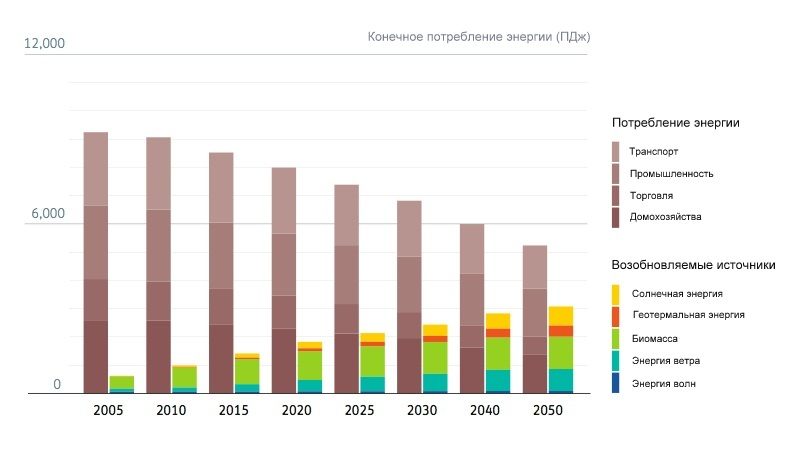 12,000
Конечное потребление энергии (ПДж)
6,000
0
2005 2010 2015 2020 2025 2030 2040 2050
Потребление энергии
Транспорт
Промышленность
Торговля
Домохозяйства
Возобновляемые источники
Солнечная энергия
Геотермальная энергия
Биомасса
Энергия ветра
Энергия волн